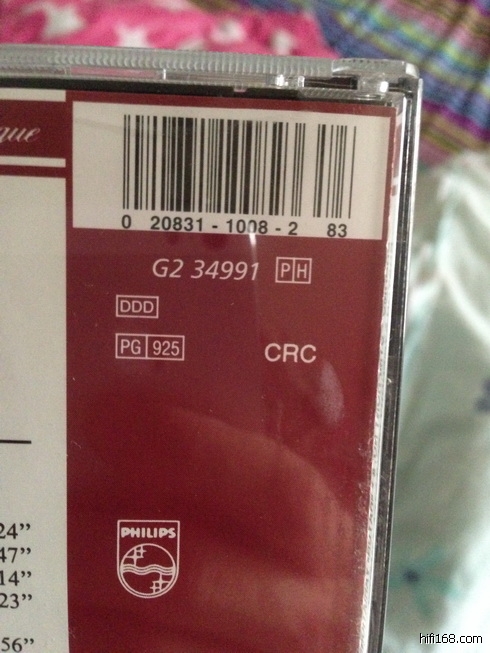 que
0 20831 - 1008 - 2 83
G2 34991 PH
DDD
PG 925 CRC
PHILIPS
24”
47”
14”
23”
56”
hifi168.com